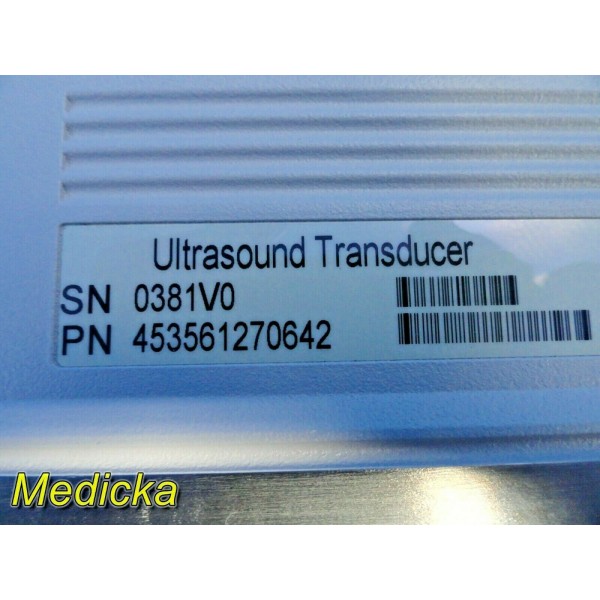 Ultrasound Transducer
SN 0381V0
PN 453561270642
Medicka